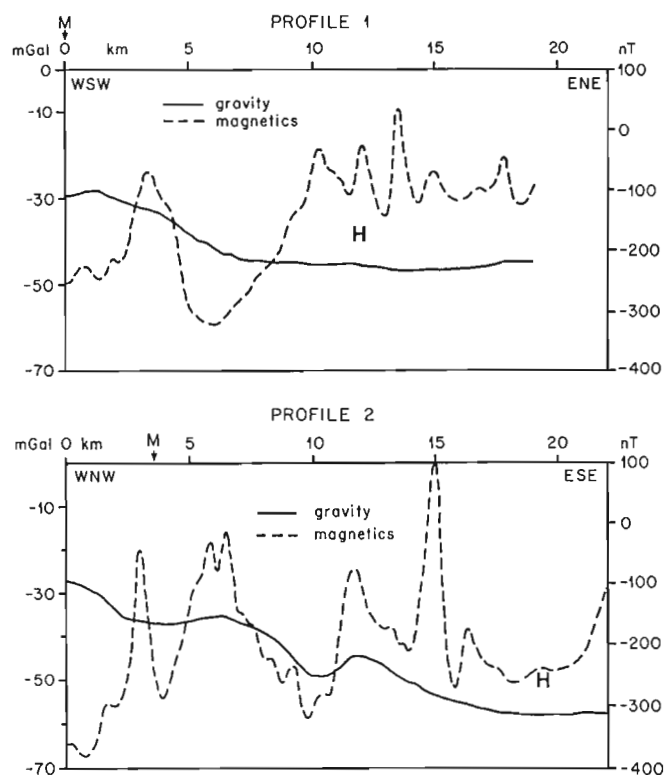 PROFILE 1
M
mGal 0 km 5 10 15 20 nT
0 100
WSW ENE
gravity
magnetics
-10
0
-30 -100
H
-200
-50
-300
-70 -400
PROFILE 2
mGal 0 km M 5 10 15 20 nT
100
WNW ESE
-10
gravity
magnetics
0
-30 -100
-200
-50
H
-300
-70 -400